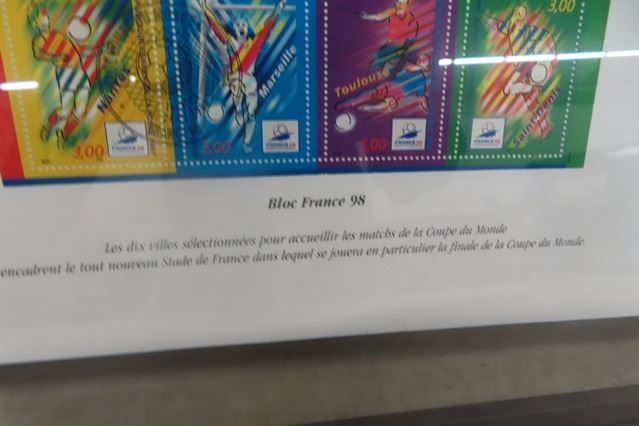 3,00
Nantes
3,00
FRANCE 98
Marseille
3,00
FRANCE 98
Toulouse
3,00
FRANCE 98
Saint-Denis
FRANCE 98
Bloc France 98
Les dix villes sélectionnées pour accueillir les matchs de la Coupe du Monde
encadrent le tout nouveau Stade de France dans lequel se jouera en particulier la finale de la Coupe du Monde.